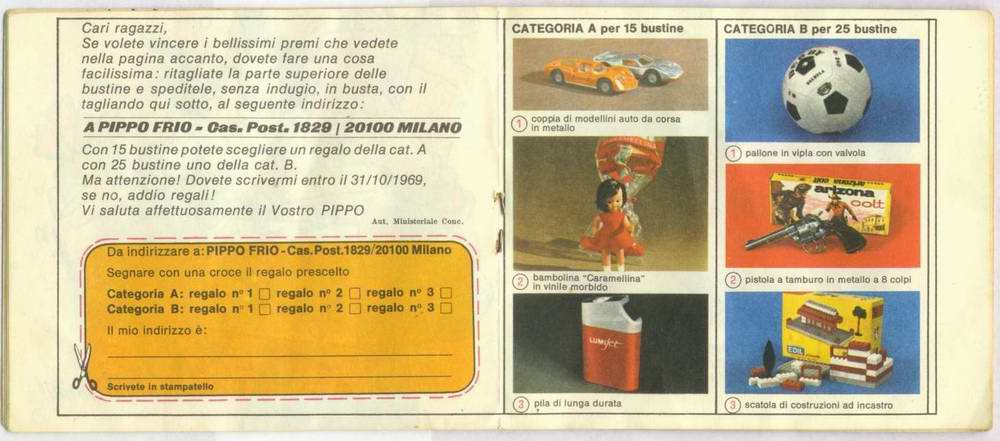 Cari ragazzi,
Se volete vincere i bellissimi premi che vedete
nella pagina accanto, dovete fare una cosa
facilissima: ritagliate la parte superiore delle
bustine e speditele, senza indugio, in busta, con il
tagliando qui sotto, al seguente indirizzo:
A PIPPO FRIO - Cas. Post. 1829 | 20100 MILANO
Con 15 bustine potete scegliere un regalo della cat. A
con 25 bustine uno della cat. B.
Ma attenzione! Dovete scrivermi entro il 31/10/1969,
se no, addio regali!
Vi saluta affettuosamente il Vostro PIPPO
Aut. Ministeriale Conc.
Da indirizzare a: PIPPO FRIO - Cas. Post. 1829/20100 Milano
Segnare con una croce il regalo prescelto
Categoria A: regalo n° 1 □ regalo n° 2 □ regalo n° 3 □
Categoria B: regalo n° 1 □ regalo n° 2 □ regalo n° 3 □
Il mio indirizzo è:
Scrivete in stampatello
CATEGORIA A per 15 bustine
1 coppia di modellini auto da corsa
in metallo
2 bambolina "Caramellina"
in vinile morbido
LUMIjet
3 pila di lunga durata
CATEGORIA B per 25 bustine
1 pallone in vipla con valvola
arizona colt
arizona
colt
2 pistola a tamburo in metallo a 8 colpi
EDIL
3 scatola di costruzioni ad incastro